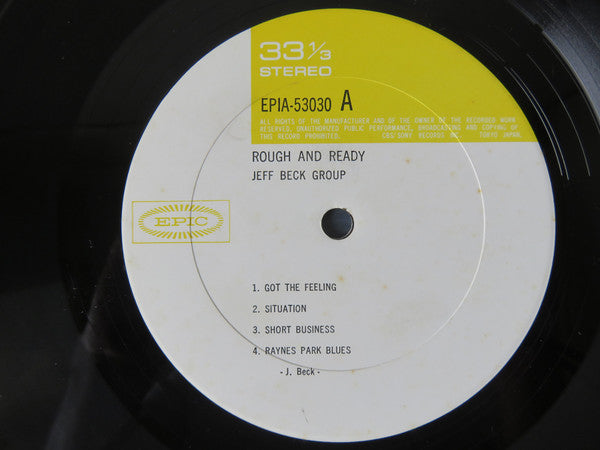 33 1/3
STEREO
EPIA-53030 A
ALL RIGHTS OF THE MANUFACTURER AND OF THE OWNER OF THE RECORDED WORK
RESERVED. UNAUTHORIZED PUBLIC PERFORMANCE, BROADCASTING AND COPYING OF
THIS RECORD PROHIBITED. CBS/SONY RECORDS INC. TOKYO JAPAN.
ROUGH AND READY
JEFF BECK GROUP
EPIC
1. GOT THE FEELING
2. SITUATION
3. SHORT BUSINESS
4. RAYNES PARK BLUES
- J. Beck -